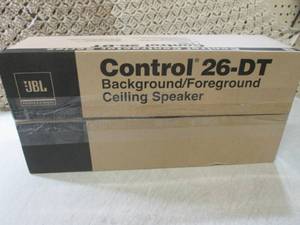 JBL
Control® 26-DT
Background/Foreground
Ceiling Speaker